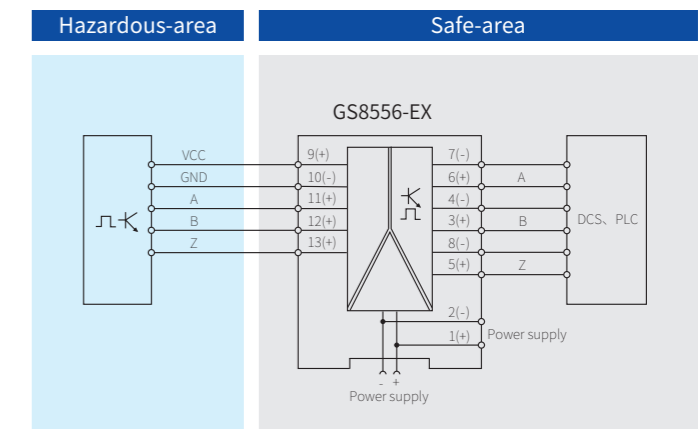 Hazardous-area
Safe-area
GS8556-EX
VCC
9(+)
7(-)
GND
10(-)
6(+)
A
A
11(+)
4(-)
B
12(+)
3(+)
B
DCS、PLC
Z
13(+)
8(-)
5(+)
Z
2(-)
1(+)
Power supply
- +
Power supply